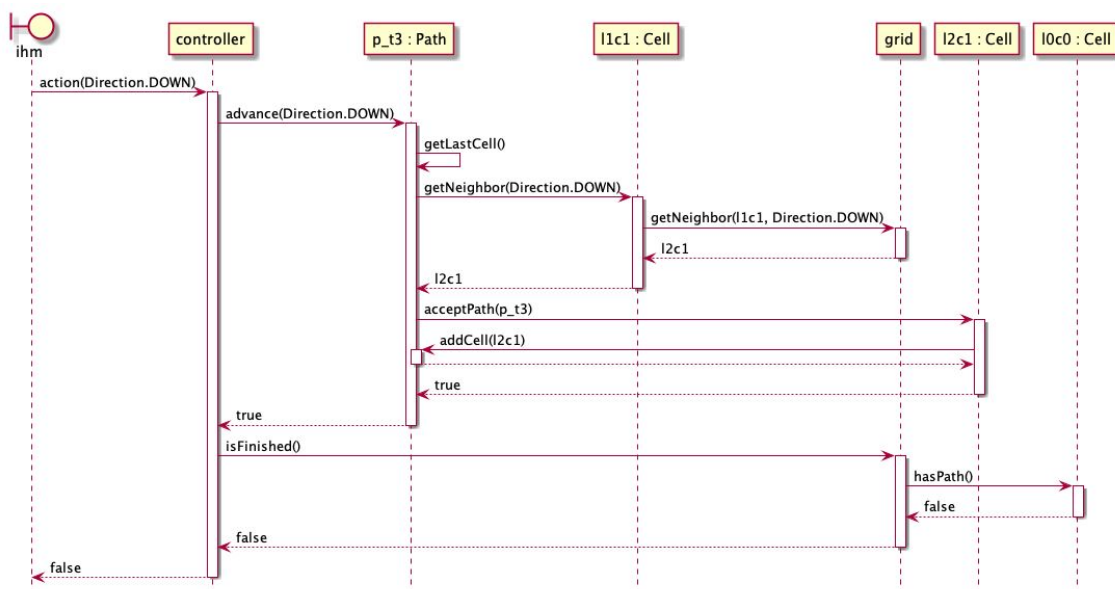 ihm
controller
p_t3 : Path
l1c1 : Cell
grid
l2c1 : Cell
l0c0 : Cell
action(Direction.DOWN)
advance(Direction.DOWN)
getLastCell()
getNeighbor(Direction.DOWN)
getNeighbor(l1c1, Direction.DOWN)
l2c1
l2c1
acceptPath(p_t3)
addCell(l2c1)
true
true
isFinished()
hasPath()
false
false
false